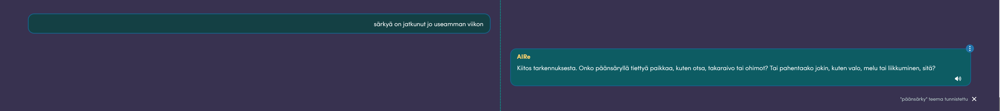 särkyä on jatkunut jo useamman viikon
AIRe
Kiitos tarkennuksesta. Onko päänsäryllä tiettyä paikkaa, kuten otsa, takaraivo tai ohimot? Tai pahentaako jokin, kuten valo, melu tai liikkuminen, sitä?
"päänsärky" teema tunnistettu